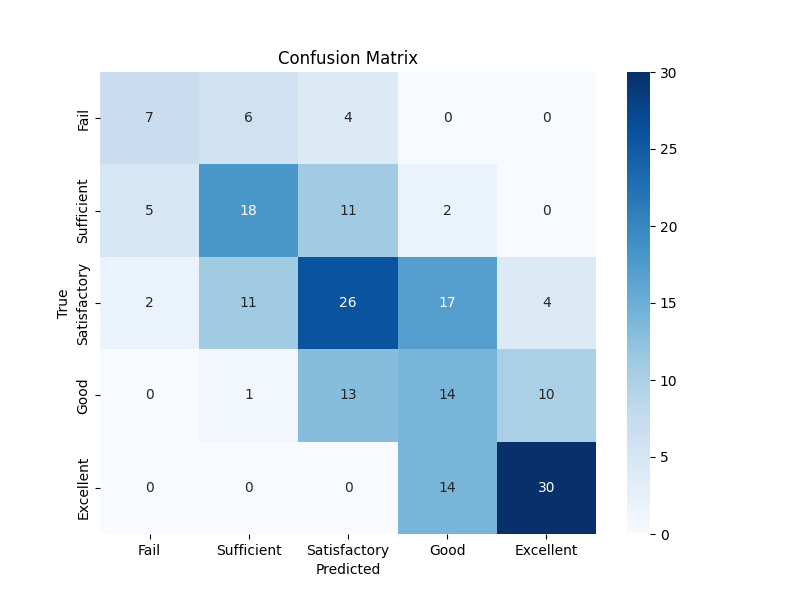 Confusion Matrix
Fail 7 6 4 0 0
Sufficient 5 18 11 2 0
Satisfactory 2 11 26 17 4
Good 0 1 13 14 10
Excellent 0 0 0 14 30
True
Fail Sufficient Satisfactory Good Excellent
Predicted
30
25
20
15
10
5
0